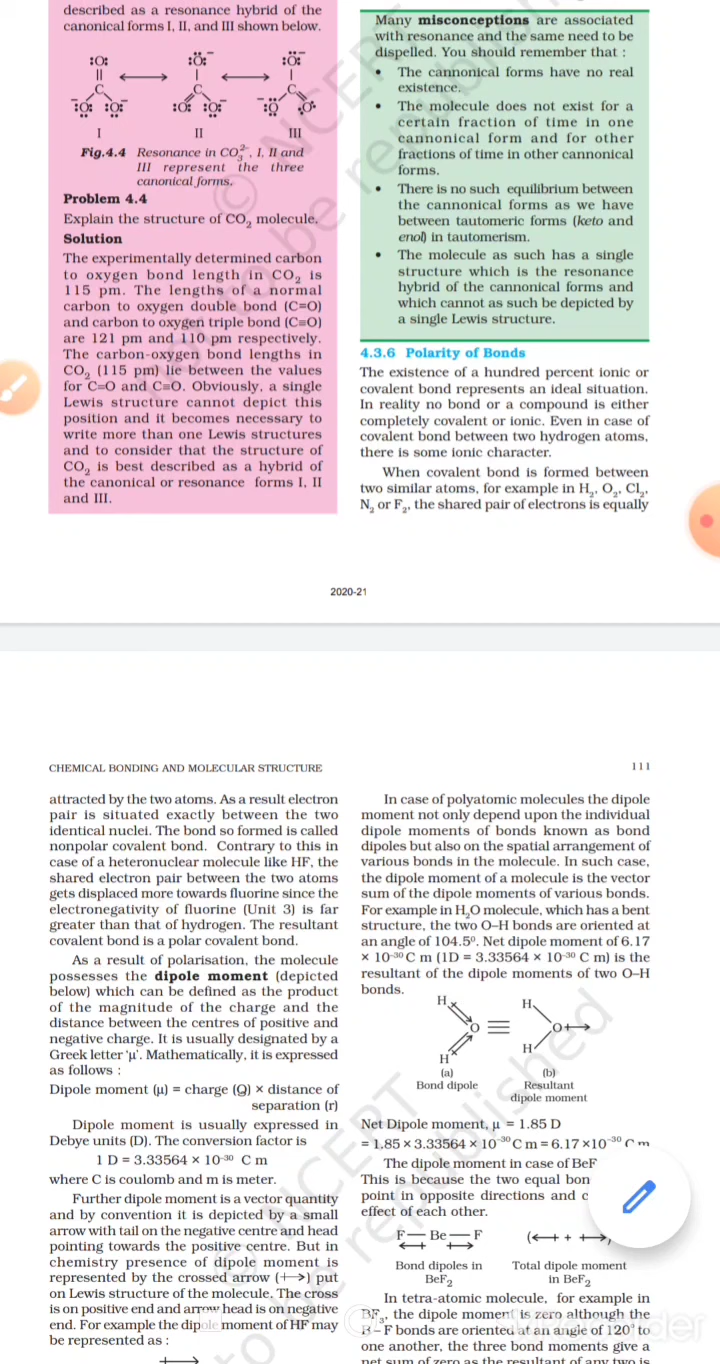 described as a resonance hybrid of the
canonical forms I, II, and III shown below.
I II III
Fig.4.4 Resonance in CO₃²⁻, I, II and
III represent the three
canonical forms.
Problem 4.4
Explain the structure of CO₂ molecule.
Solution
The experimentally determined carbon
to oxygen bond length in CO₂ is
115 pm. The lengths of a normal
carbon to oxygen double bond (C=O)
and carbon to oxygen triple bond (C≡O)
are 121 pm and 110 pm respectively.
The carbon-oxygen bond lengths in
CO₂ (115 pm) lie between the values
for C=O and C≡O. Obviously, a single
Lewis structure cannot depict this
position and it becomes necessary to
write more than one Lewis structures
and to consider that the structure of
CO₂ is best described as a hybrid of
the canonical or resonance forms I, II
and III.
Many misconceptions are associated
with resonance and the same need to be
dispelled. You should remember that :
• The cannonical forms have no real
existence.
• The molecule does not exist for a
certain fraction of time in one
cannonical form and for other
fractions of time in other cannonical
forms.
• There is no such equilibrium between
the cannonical forms as we have
between tautomeric forms (keto and
enol) in tautomerism.
• The molecule as such has a single
structure which is the resonance
hybrid of the cannonical forms and
which cannot as such be depicted by
a single Lewis structure.
4.3.6 Polarity of Bonds
The existence of a hundred percent ionic or
covalent bond represents an ideal situation.
In reality no bond or a compound is either
completely covalent or ionic. Even in case of
covalent bond between two hydrogen atoms,
there is some ionic character.
When covalent bond is formed between
two similar atoms, for example in H₂, O₂, Cl₂,
N₂ or F₂, the shared pair of electrons is equally
2020-21
CHEMICAL BONDING AND MOLECULAR STRUCTURE 111
attracted by the two atoms. As a result electron
pair is situated exactly between the two
identical nuclei. The bond so formed is called
nonpolar covalent bond. Contrary to this in
case of a heteronuclear molecule like HF, the
shared electron pair between the two atoms
gets displaced more towards fluorine since the
electronegativity of fluorine (Unit 3) is far
greater than that of hydrogen. The resultant
covalent bond is a polar covalent bond.
As a result of polarisation, the molecule
possesses the dipole moment (depicted
below) which can be defined as the product
of the magnitude of the charge and the
distance between the centres of positive and
negative charge. It is usually designated by a
Greek letter 'μ'. Mathematically, it is expressed
as follows :
Dipole moment (μ) = charge (Q) × distance of
separation (r)
Dipole moment is usually expressed in
Debye units (D). The conversion factor is
1 D = 3.33564 × 10⁻³⁰ C m
where C is coulomb and m is meter.
Further dipole moment is a vector quantity
and by convention it is depicted by a small
arrow with tail on the negative centre and head
pointing towards the positive centre. But in
chemistry presence of dipole moment is
represented by the crossed arrow (⇸) put
on Lewis structure of the molecule. The cross
is on positive end and arrow head is on negative
end. For example the dipole moment of HF may
be represented as :
In case of polyatomic molecules the dipole
moment not only depend upon the individual
dipole moments of bonds known as bond
dipoles but also on the spatial arrangement of
various bonds in the molecule. In such case,
the dipole moment of a molecule is the vector
sum of the dipole moments of various bonds.
For example in H₂O molecule, which has a bent
structure, the two O–H bonds are oriented at
an angle of 104.5⁰. Net dipole moment of 6.17
× 10⁻³⁰ C m (1D = 3.33564 × 10⁻³⁰ C m) is the
resultant of the dipole moments of two O–H
bonds.
H H
O ≡ O
H H
(a) (b)
Bond dipole Resultant
dipole moment
Net Dipole moment, μ = 1.85 D
= 1.85 × 3.33564 × 10⁻³⁰ C m = 6.17 ×10⁻³⁰ C m
The dipole moment in case of BeF
This is because the two equal bon
point in opposite directions and c
effect of each other.
F — Be — F
Bond dipoles in Total dipole moment
BeF₂ in BeF₂
In tetra-atomic molecule, for example in
BF₃, the dipole moment is zero although the
B – F bonds are oriented at an angle of 120° to
one another, the three bond moments give a
net sum of zero as the resultant of any two is
© NCERT
not to be republished
© NCERT
to be republished